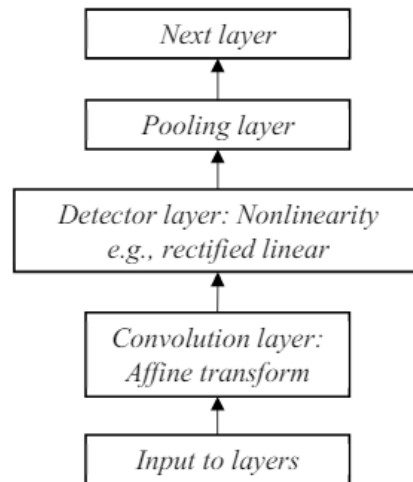 Next layer
Pooling layer
Detector layer: Nonlinearity
e.g., rectified linear
Convolution layer:
Affine transform
Input to layers